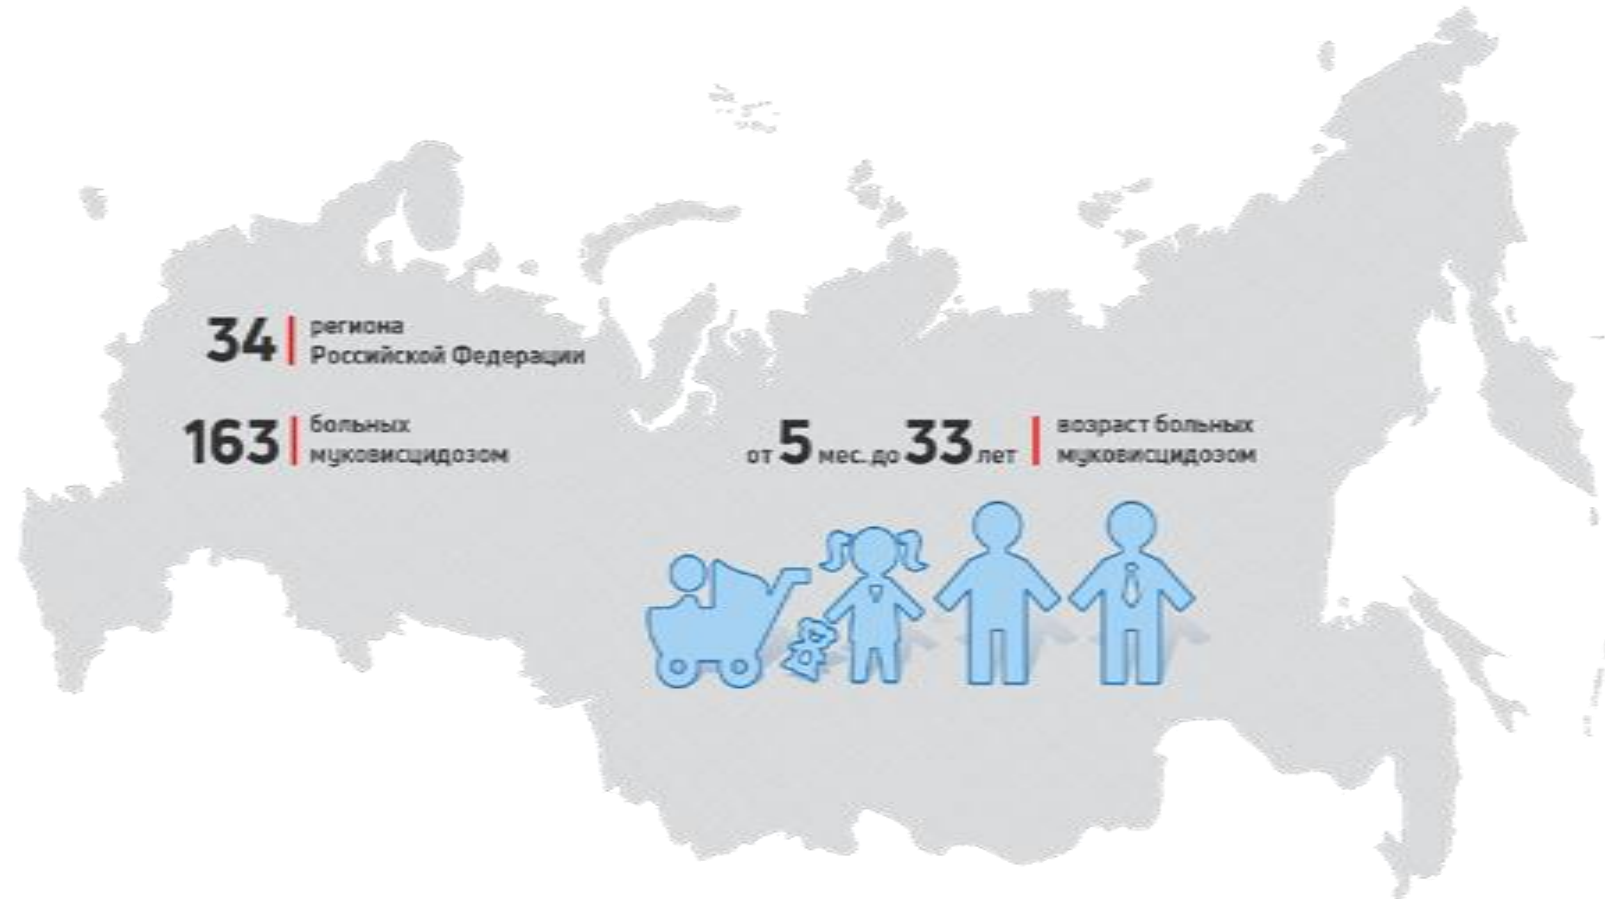 34 региона
Российской Федерации
163 больных
муковисцидозом
от 5 мес. до 33 лет возраст больных
муковисцидозом